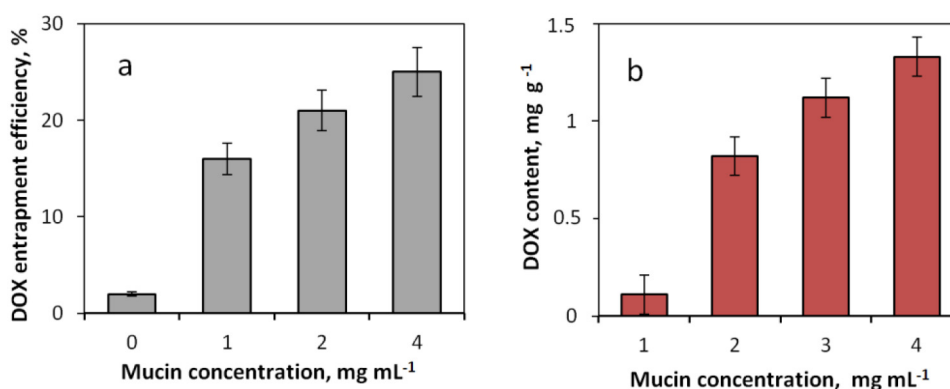 DOX entrapment efficiency, %
30
20
10
0
a
0 1 2 4
Mucin concentration, mg mL⁻¹
DOX content, mg g⁻¹
1.5
1
0.5
0
b
1 2 3 4
Mucin concentration, mg mL⁻¹